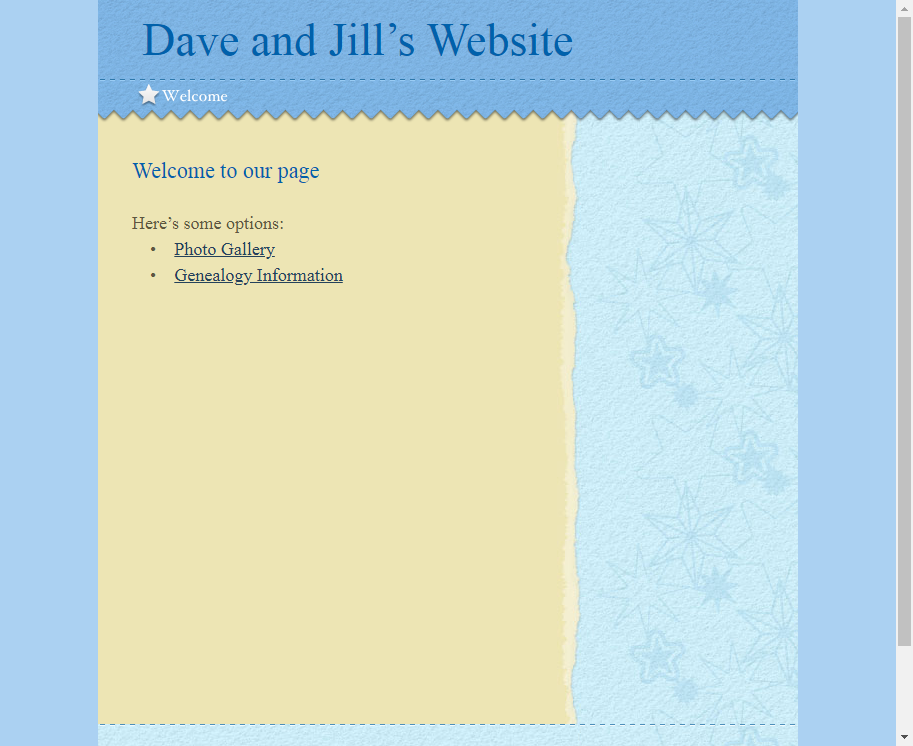 Dave and Jill’s Website
Welcome
Welcome to our page
Here’s some options:
• Photo Gallery
• Genealogy Information